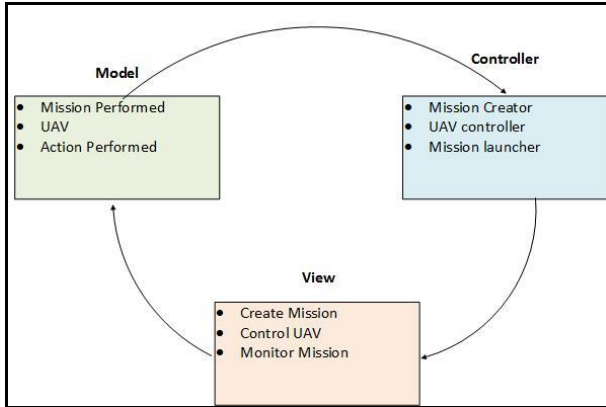 Model
● Mission Performed
● UAV
● Action Performed
Controller
● Mission Creator
● UAV controller
● Mission launcher
View
● Create Mission
● Control UAV
● Monitor Mission